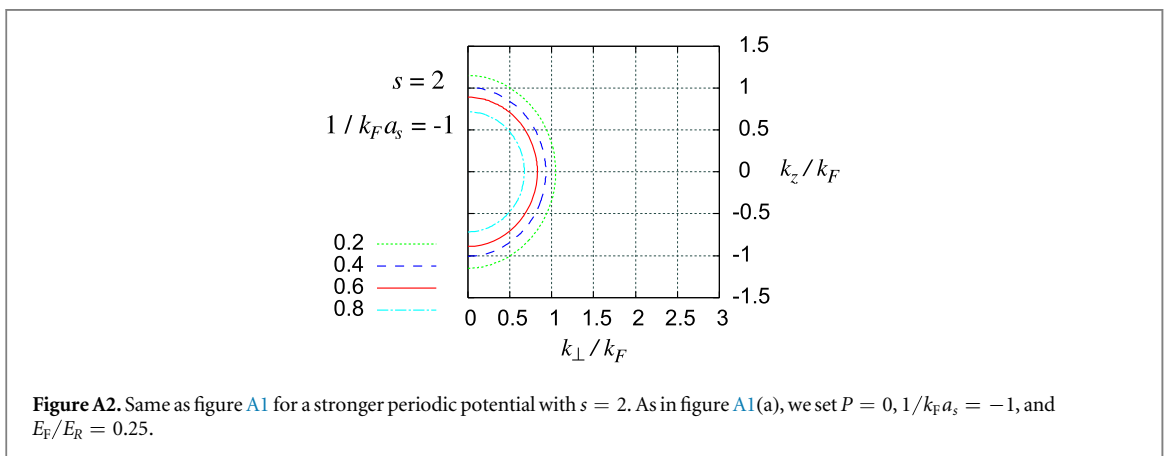 s = 2
1 / k_F a_s = -1
1.5
1
0.5
0
-0.5
-1
-1.5
k_z / k_F
0.2
0.4
0.6
0.8
0 0.5 1 1.5 2 2.5 3
k_⊥ / k_F
Figure A2. Same as figure A1 for a stronger periodic potential with s = 2. As in figure A1(a), we set P = 0, 1/k_F a_s = −1, and
E_F/E_R = 0.25.